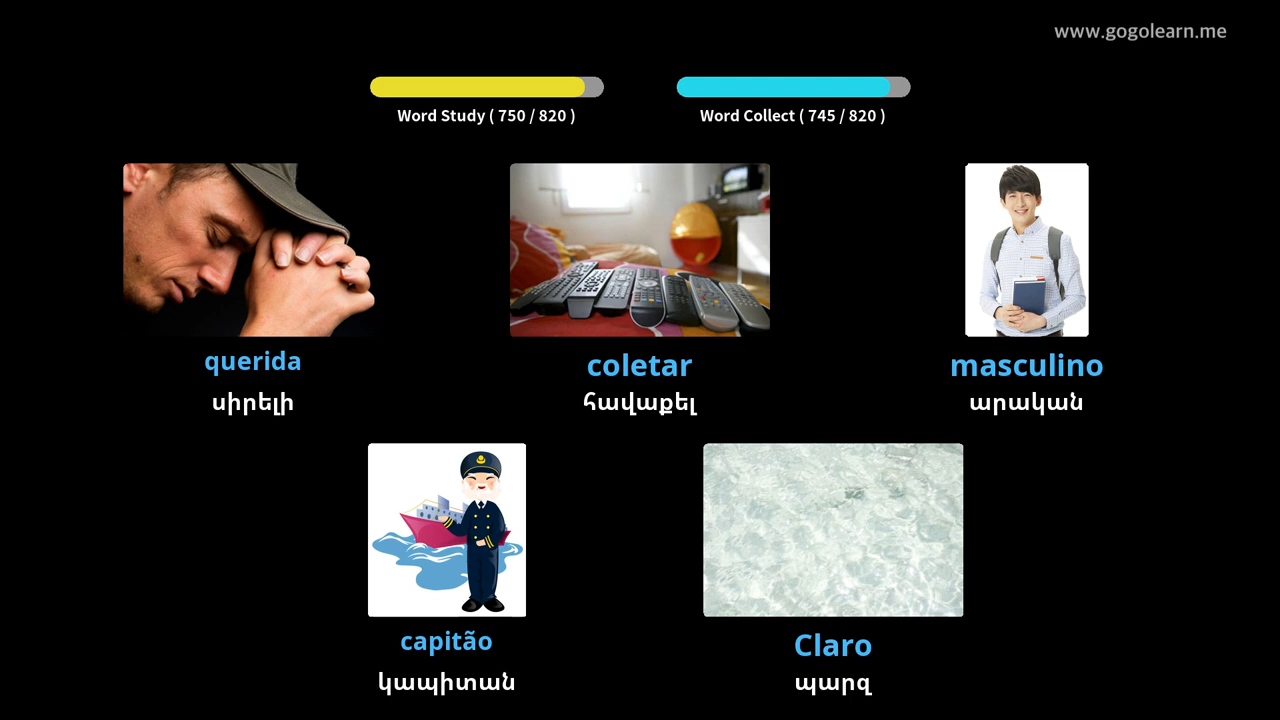 www.gogolearn.me
Word Study ( 750 / 820 )
Word Collect ( 745 / 820 )
querida
սիրելի
coletar
հավաքել
masculino
արական
capitão
կապիտան
Claro
պարզ